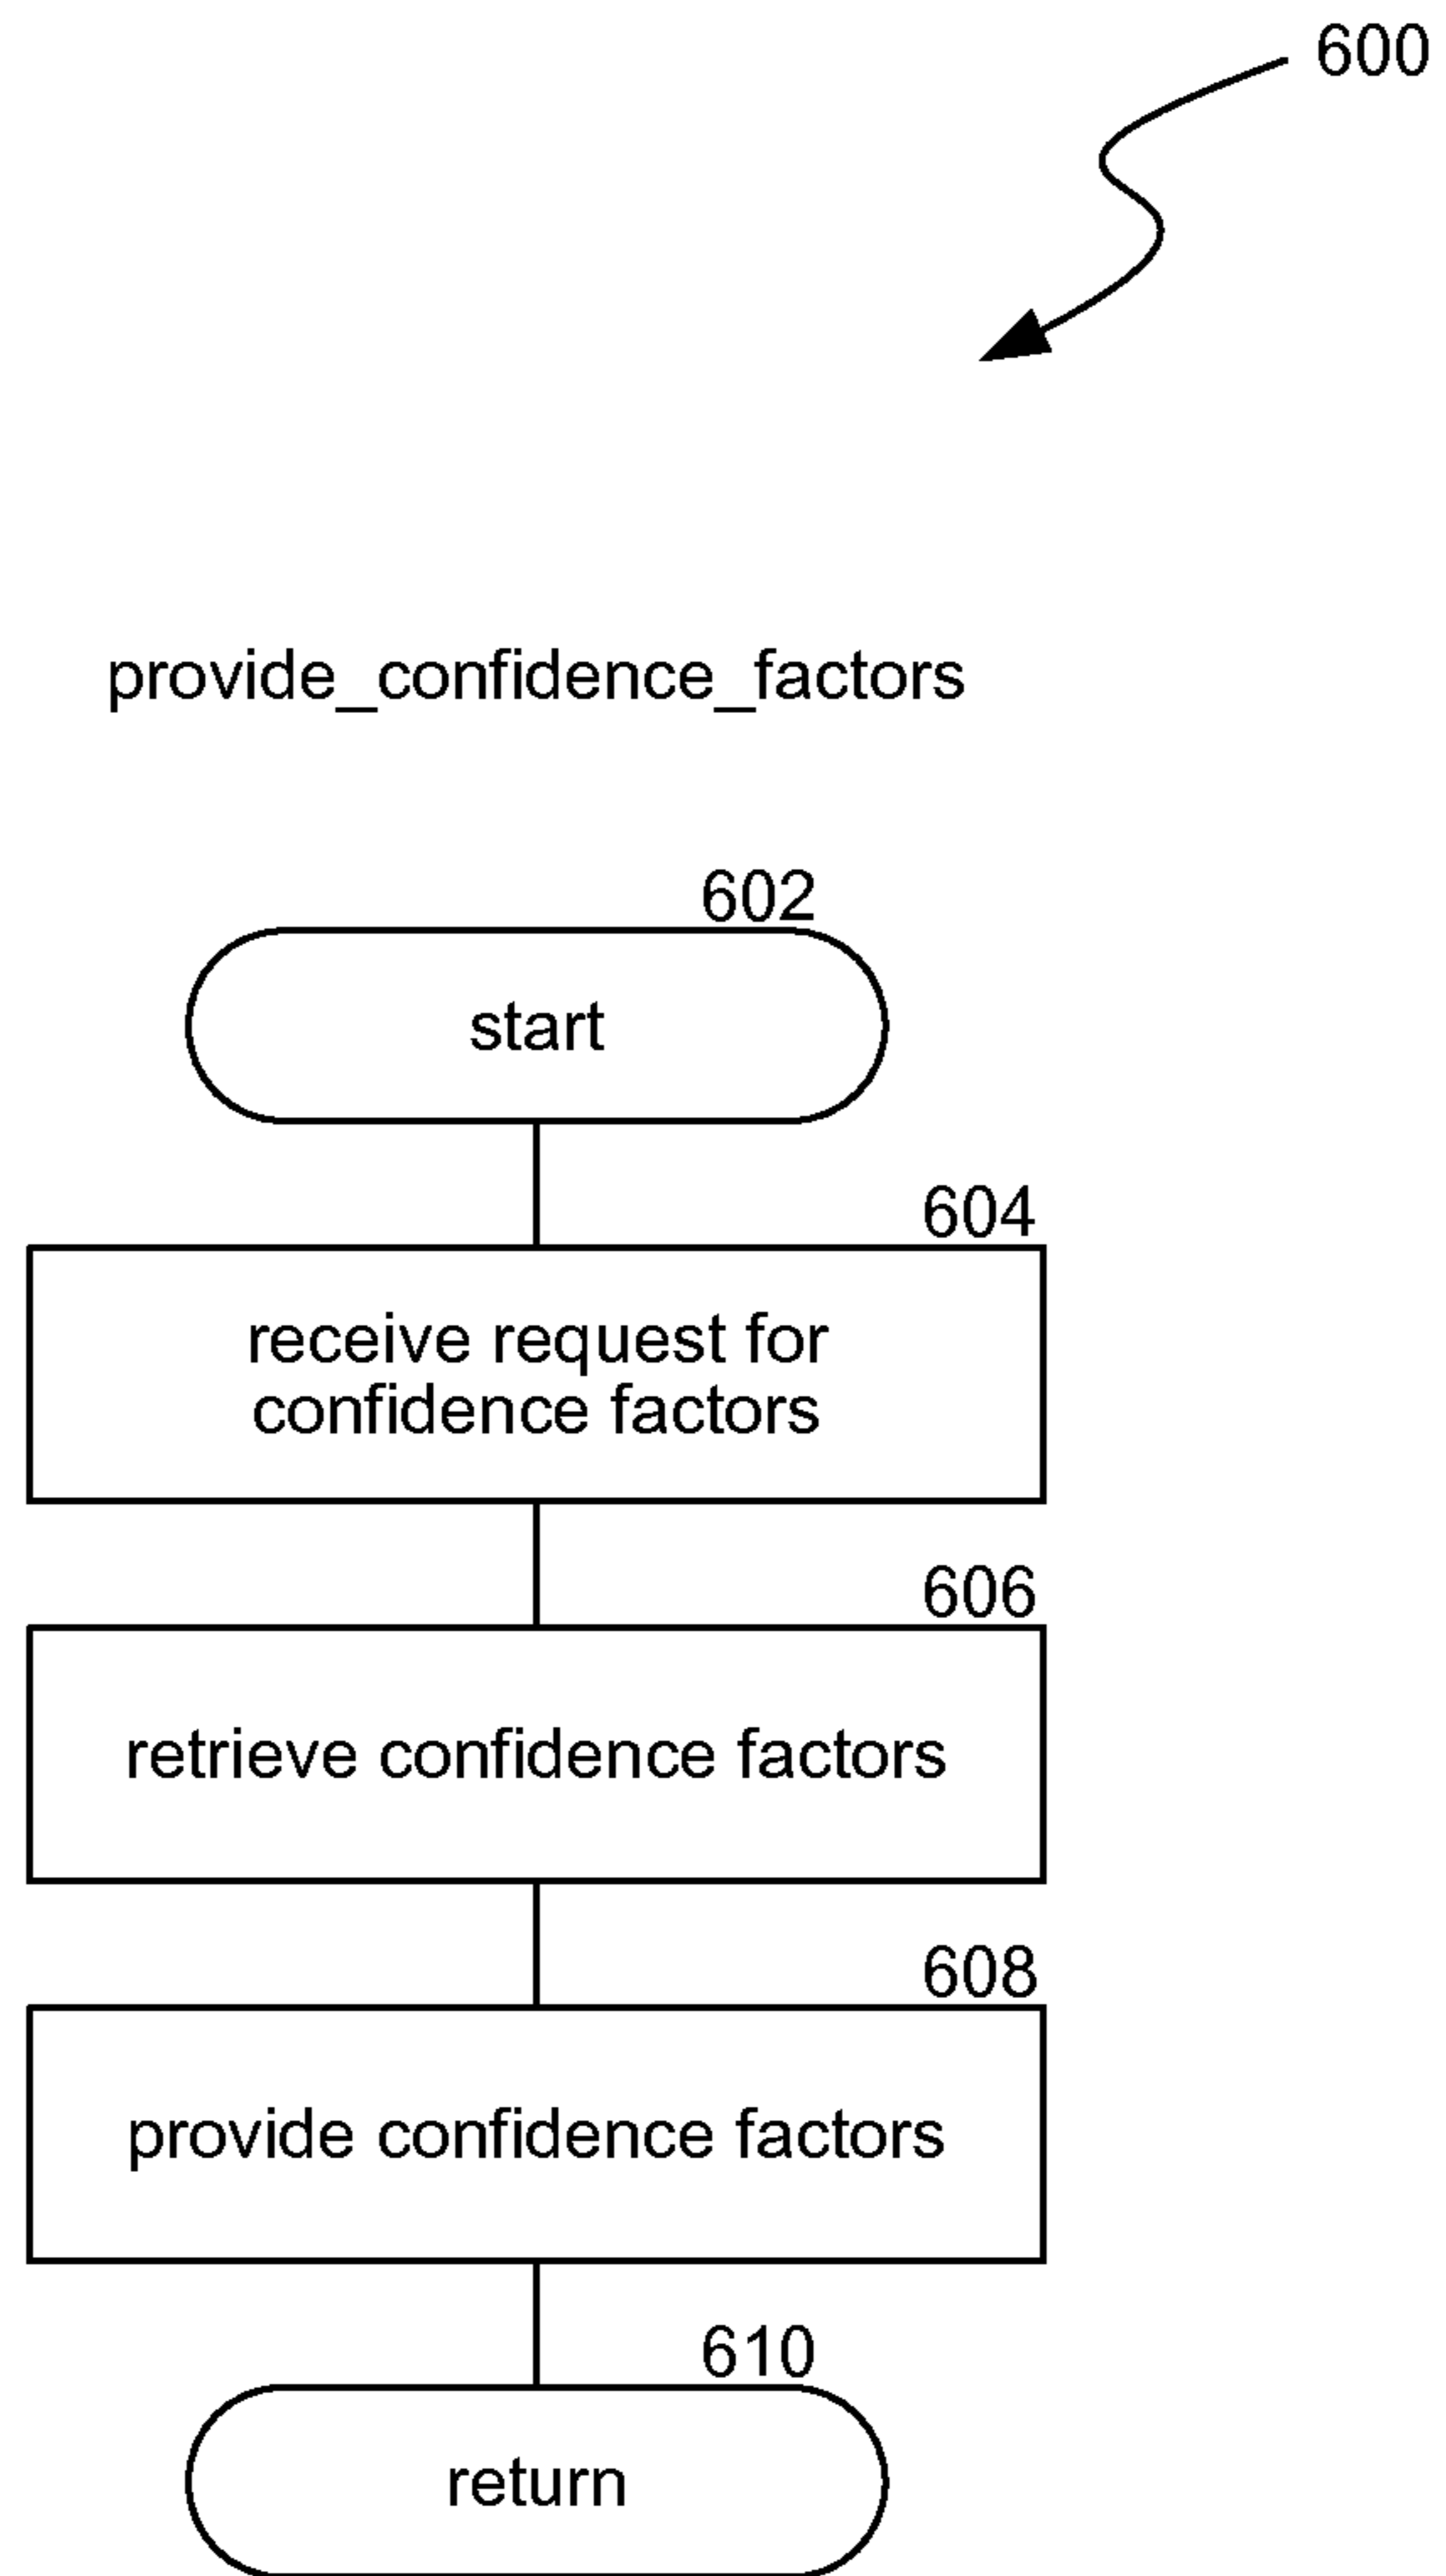 600
provide_confidence_factors
602
start
604
receive request for
confidence factors
606
retrieve confidence factors
608
provide confidence factors
610
return